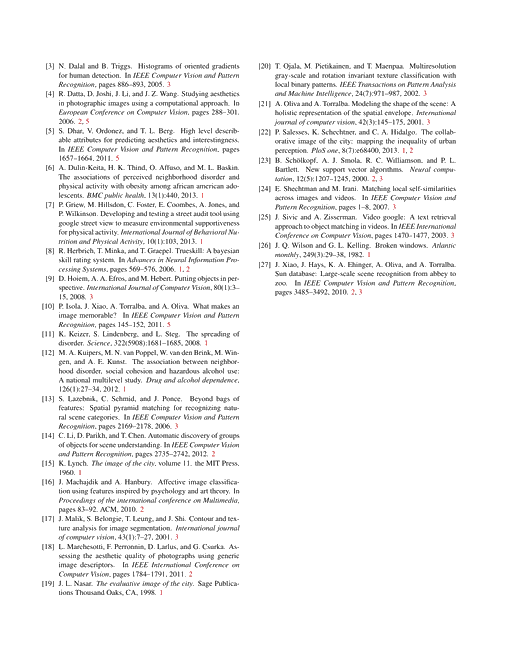 [3] N. Dalal and B. Triggs. Histograms of oriented gradients
for human detection. In IEEE Computer Vision and Pattern
Recognition, pages 886–893, 2005. 3
[4] R. Datta, D. Joshi, J. Li, and J. Z. Wang. Studying aesthetics
in photographic images using a computational approach. In
European Conference on Computer Vision, pages 288–301.
2006. 2, 5
[5] S. Dhar, V. Ordonez, and T. L. Berg. High level describ-
able attributes for predicting aesthetics and interestingness.
In IEEE Computer Vision and Pattern Recognition, pages
1657–1664, 2011. 5
[6] A. Dulin-Keita, H. K. Thind, O. Affuso, and M. L. Baskin.
The associations of perceived neighborhood disorder and
physical activity with obesity among african american ado-
lescents. BMC public health, 13(1):440, 2013. 1
[7] P. Griew, M. Hillsdon, C. Foster, E. Coombes, A. Jones, and
P. Wilkinson. Developing and testing a street audit tool using
google street view to measure environmental supportiveness
for physical activity. International Journal of Behavioral Nu-
trition and Physical Activity, 10(1):103, 2013. 1
[8] R. Herbrich, T. Minka, and T. Graepel. Trueskill: A bayesian
skill rating system. In Advances in Neural Information Pro-
cessing Systems, pages 569–576, 2006. 1, 2
[9] D. Hoiem, A. A. Efros, and M. Hebert. Putting objects in per-
spective. International Journal of Computer Vision, 80(1):3–
15, 2008. 3
[10] P. Isola, J. Xiao, A. Torralba, and A. Oliva. What makes an
image memorable? In IEEE Computer Vision and Pattern
Recognition, pages 145–152, 2011. 5
[11] K. Keizer, S. Lindenberg, and L. Steg. The spreading of
disorder. Science, 322(5908):1681–1685, 2008. 1
[12] M. A. Kuipers, M. N. van Poppel, W. van den Brink, M. Win-
gen, and A. E. Kunst. The association between neighbor-
hood disorder, social cohesion and hazardous alcohol use:
A national multilevel study. Drug and alcohol dependence,
126(1):27–34, 2012. 1
[13] S. Lazebnik, C. Schmid, and J. Ponce. Beyond bags of
features: Spatial pyramid matching for recognizing natu-
ral scene categories. In IEEE Computer Vision and Pattern
Recognition, pages 2169–2178, 2006. 3
[14] C. Li, D. Parikh, and T. Chen. Automatic discovery of groups
of objects for scene understanding. In IEEE Computer Vision
and Pattern Recognition, pages 2735–2742, 2012. 2
[15] K. Lynch. The image of the city, volume 11. the MIT Press,
1960. 1
[16] J. Machajdik and A. Hanbury. Affective image classifica-
tion using features inspired by psychology and art theory. In
Proceedings of the international conference on Multimedia,
pages 83–92. ACM, 2010. 2
[17] J. Malik, S. Belongie, T. Leung, and J. Shi. Contour and tex-
ture analysis for image segmentation. International journal
of computer vision, 43(1):7–27, 2001. 3
[18] L. Marchesotti, F. Perronnin, D. Larlus, and G. Csurka. As-
sessing the aesthetic quality of photographs using generic
image descriptors. In IEEE International Conference on
Computer Vision, pages 1784–1791, 2011. 2
[19] J. L. Nasar. The evaluative image of the city. Sage Publica-
tions Thousand Oaks, CA, 1998. 1
[20] T. Ojala, M. Pietikainen, and T. Maenpaa. Multiresolution
gray-scale and rotation invariant texture classification with
local binary patterns. IEEE Transactions on Pattern Analysis
and Machine Intelligence, 24(7):971–987, 2002. 3
[21] A. Oliva and A. Torralba. Modeling the shape of the scene: A
holistic representation of the spatial envelope. International
journal of computer vision, 42(3):145–175, 2001. 3
[22] P. Salesses, K. Schechtner, and C. A. Hidalgo. The collab-
orative image of the city: mapping the inequality of urban
perception. PloS one, 8(7):e68400, 2013. 1, 2
[23] B. Schölkopf, A. J. Smola, R. C. Williamson, and P. L.
Bartlett. New support vector algorithms. Neural compu-
tation, 12(5):1207–1245, 2000. 2, 3
[24] E. Shechtman and M. Irani. Matching local self-similarities
across images and videos. In IEEE Computer Vision and
Pattern Recognition, pages 1–8, 2007. 3
[25] J. Sivic and A. Zisserman. Video google: A text retrieval
approach to object matching in videos. In IEEE International
Conference on Computer Vision, pages 1470–1477, 2003. 3
[26] J. Q. Wilson and G. L. Kelling. Broken windows. Atlantic
monthly, 249(3):29–38, 1982. 1
[27] J. Xiao, J. Hays, K. A. Ehinger, A. Oliva, and A. Torralba.
Sun database: Large-scale scene recognition from abbey to
zoo. In IEEE Computer Vision and Pattern Recognition,
pages 3485–3492, 2010. 2, 3